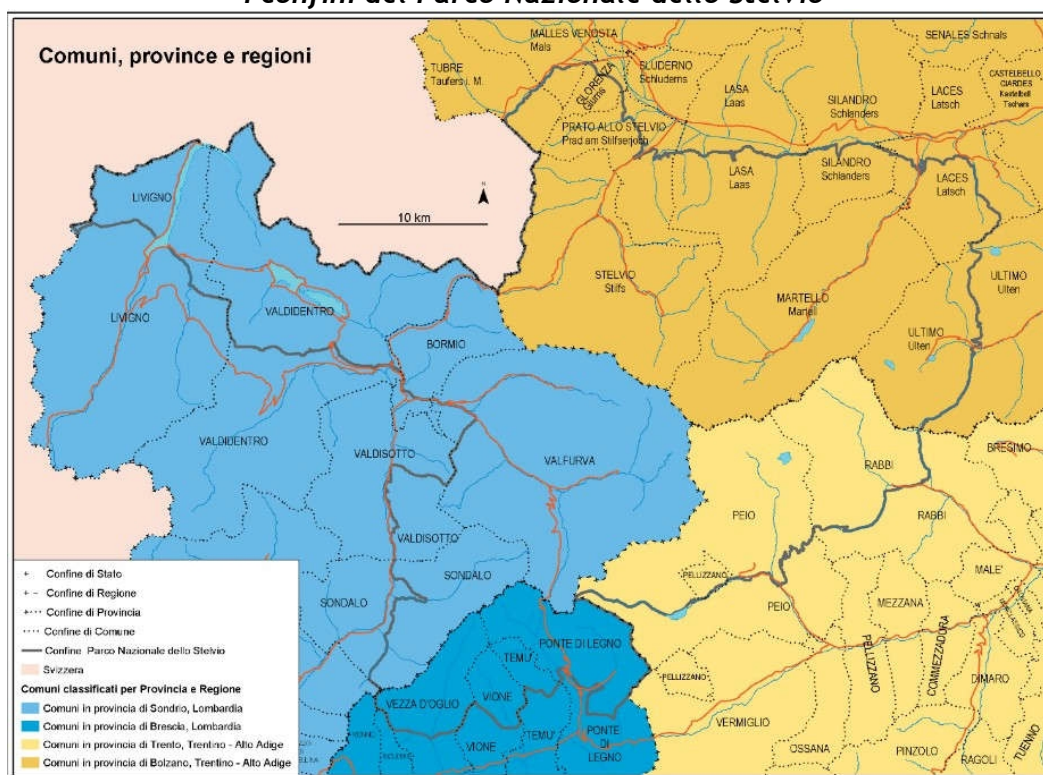 I confini del Parco Nazionale dello Stelvio
Comuni, province e regioni
MALLES VENOSTA
Mals
SENALES Schnals
TUBRE
Taufers i. M.
SLUDERNO
Schluderns
GLORENZA
Glurns
LASA
Laas
SILANDRO
Schlanders
LACES
Latsch
CASTELBELLO
CIARDES
Kastelbell
Tschars
PRATO ALLO STELVIO
Prad am Stilfserjoch
LASA
Laas
SILANDRO
Schlanders
LACES
Latsch
N
10 km
LIVIGNO
STELVIO
Stilfs
MARTELLO
Martell
ULTIMO
Ulten
ULTIMO
Ulten
LIVIGNO
VALDIDENTRO
BORMIO
VALDIDENTRO
VALDISOTTO
VALFURVA
RABBI
BRESIMO
PEIO
RABBI
VALDISOTTO
SONDALO
SONDALO
PELLUZZANO
PEIO
MEZZANA
MALE'
PELLIZZANO
COMMEZZADORA
DIMARO
PONTE DI LEGNO
TEMU'
VIONE
VEZZA D'OGLIO
PELLIZZANO
VERMIGLIO
VIONE
TEMU'
PONTE
DI
LEGNO
OSSANA
PINZOLO
RAGOLI
TUENNO
Confine di Stato
Confine di Regione
Confine di Provincia
Confine di Comune
Confine Parco Nazionale dello Stelvio
Svizzera
Comuni classificati per Provincia e Regione
Comuni in provincia di Sondrio, Lombardia
Comuni in provincia di Brescia, Lombardia
Comuni in provincia di Trento, Trentino - Alto Adige
Comuni in provincia di Bolzano, Trentino - Alto Adige